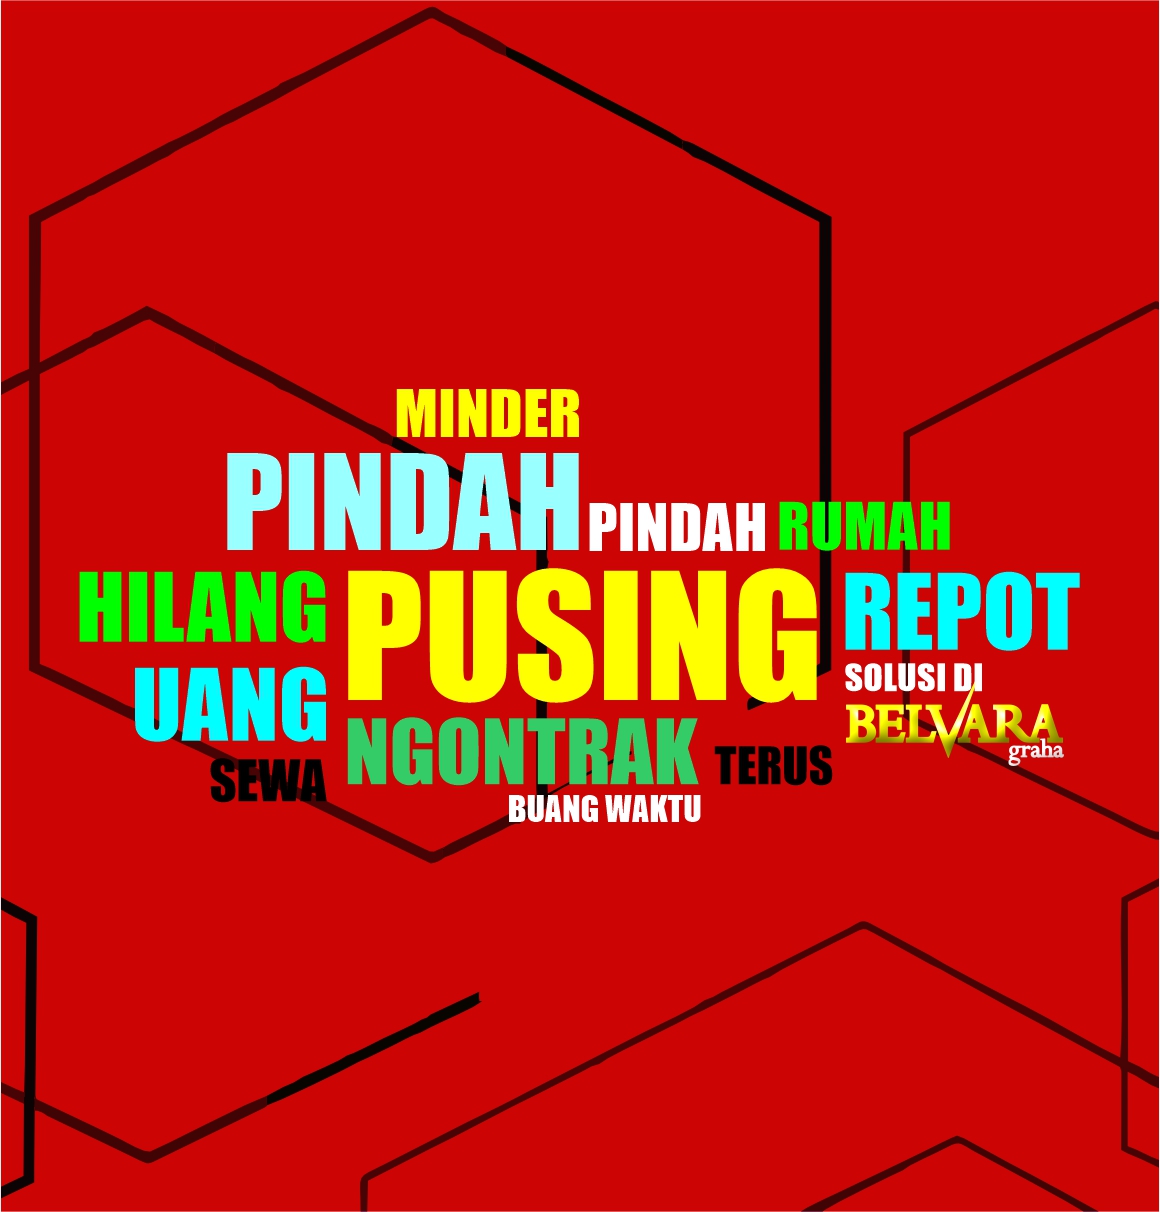 MINDER
PINDAH PINDAH RUMAH
HILANG PUSING REPOT
UANG
SOLUSI DI
BELVARA
graha
SEWA NGONTRAK TERUS
BUANG WAKTU